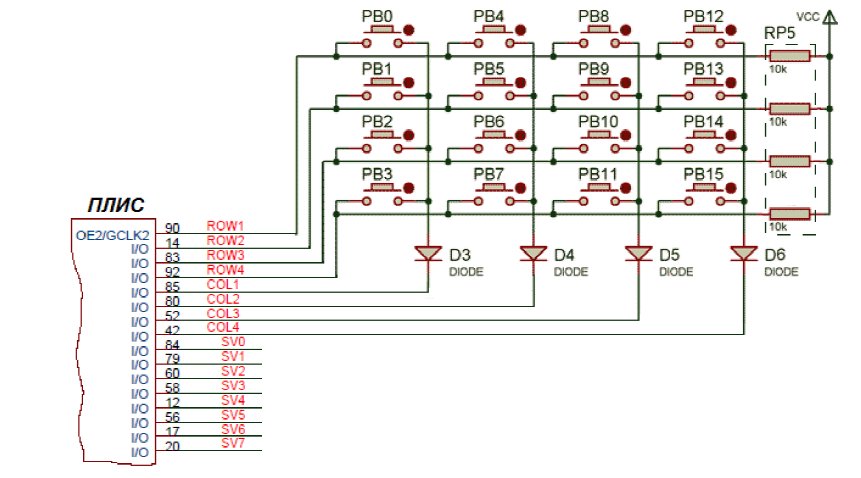 PB0 PB4 PB8 PB12 VCC
RP5
10k
PB1 PB5 PB9 PB13
10k
PB2 PB6 PB10 PB14
10k
PB3 PB7 PB11 PB15
10k
ПЛИС
OE2/GCLK2 90 ROW1
I/O 14 ROW2
I/O 83 ROW3
I/O 92 ROW4
I/O 85 COL1
I/O 80 COL2
I/O 52 COL3
I/O 42 COL4
I/O 84 SV0
I/O 79 SV1
I/O 60 SV2
I/O 58 SV3
I/O 12 SV4
I/O 56 SV5
I/O 17 SV6
I/O 20 SV7
D3 D4 D5 D6
DIODE DIODE DIODE DIODE